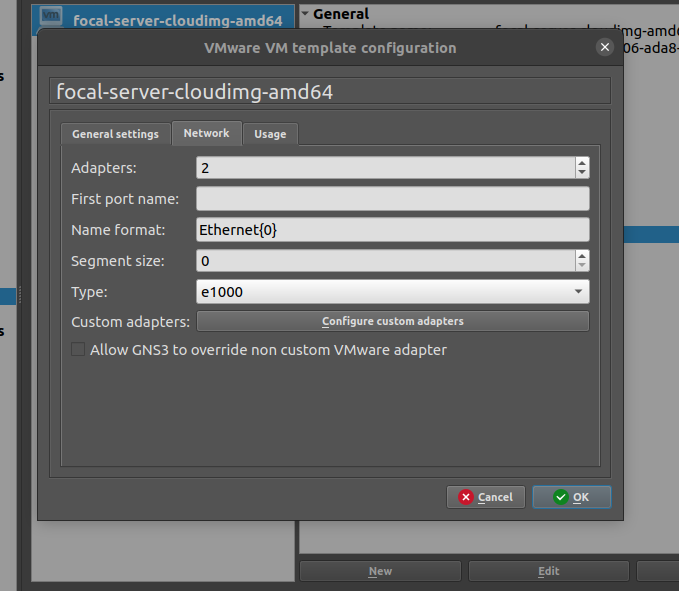 focal-server-cloudimg-amd64
General
VMware VM template configuration
06-ada8-
focal-server-cloudimg-amd64
General settings
Network
Usage
Adapters: 2
First port name:
Name format: Ethernet{0}
Segment size: 0
Type: e1000
Custom adapters: Configure custom adapters
Allow GNS3 to override non custom VMware adapter
Cancel
OK
New
Edit